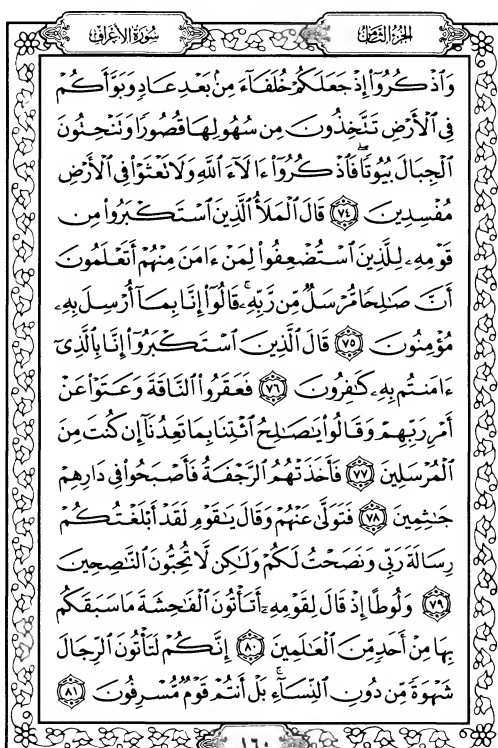 الجزء الثامن
سورة الأعراف
وَٱذْكُرُوٓا۟ إِذْ جَعَلَكُمْ خُلَفَآءَ مِنۢ بَعْدِ عَادٍ وَبَوَّأَكُمْ
فِى ٱلْأَرْضِ تَتَّخِذُونَ مِن سُهُولِهَا قُصُورًا وَتَنْحِتُونَ
ٱلْجِبَالَ بُيُوتًا ۖ فَٱذْكُرُوٓا۟ ءَالَآءَ ٱللَّهِ وَلَا تَعْثَوْا۟ فِى ٱلْأَرْضِ
مُفْسِدِينَ ٧٤ قَالَ ٱلْمَلَأُ ٱلَّذِينَ ٱسْتَكْبَرُوا۟ مِن
قَوْمِهِۦ لِلَّذِينَ ٱسْتُضْعِفُوا۟ لِمَنْ ءَامَنَ مِنْهُمْ أَتَعْلَمُونَ
أَنَّ صَـٰلِحًا مُّرْسَلٌ مِّن رَّبِّهِۦ ۚ قَالُوٓا۟ إِنَّا بِمَآ أُرْسِلَ بِهِۦ
مُؤْمِنُونَ ٧٥ قَالَ ٱلَّذِينَ ٱسْتَكْبَرُوٓا۟ إِنَّا بِٱلَّذِىٓ
ءَامَنتُم بِهِۦ كَـٰفِرُونَ ٧٦ فَعَقَرُوا۟ ٱلنَّاقَةَ وَعَتَوْا۟ عَنْ
أَمْرِ رَبِّهِمْ وَقَالُوا۟ يَـٰصَـٰلِحُ ٱئْتِنَا بِمَا تَعِدُنَآ إِن كُنتَ مِنَ
ٱلْمُرْسَلِينَ ٧٧ فَأَخَذَتْهُمُ ٱلرَّجْفَةُ فَأَصْبَحُوا۟ فِى دَارِهِمْ
جَـٰثِمِينَ ٧٨ فَتَوَلَّىٰ عَنْهُمْ وَقَالَ يَـٰقَوْمِ لَقَدْ أَبْلَغْتُكُمْ
رِسَالَةَ رَبِّى وَنَصَحْتُ لَكُمْ وَلَـٰكِن لَّا تُحِبُّونَ ٱلنَّـٰصِحِينَ
٧٩ وَلُوطًا إِذْ قَالَ لِقَوْمِهِۦٓ أَتَأْتُونَ ٱلْفَـٰحِشَةَ مَا سَبَقَكُم
بِهَا مِنْ أَحَدٍ مِّنَ ٱلْعَـٰلَمِينَ ٨٠ إِنَّكُمْ لَتَأْتُونَ ٱلرِّجَالَ
شَهْوَةً مِّن دُونِ ٱلنِّسَآءِ ۚ بَلْ أَنتُمْ قَوْمٌ مُّسْرِفُونَ ٨١
١٦٠